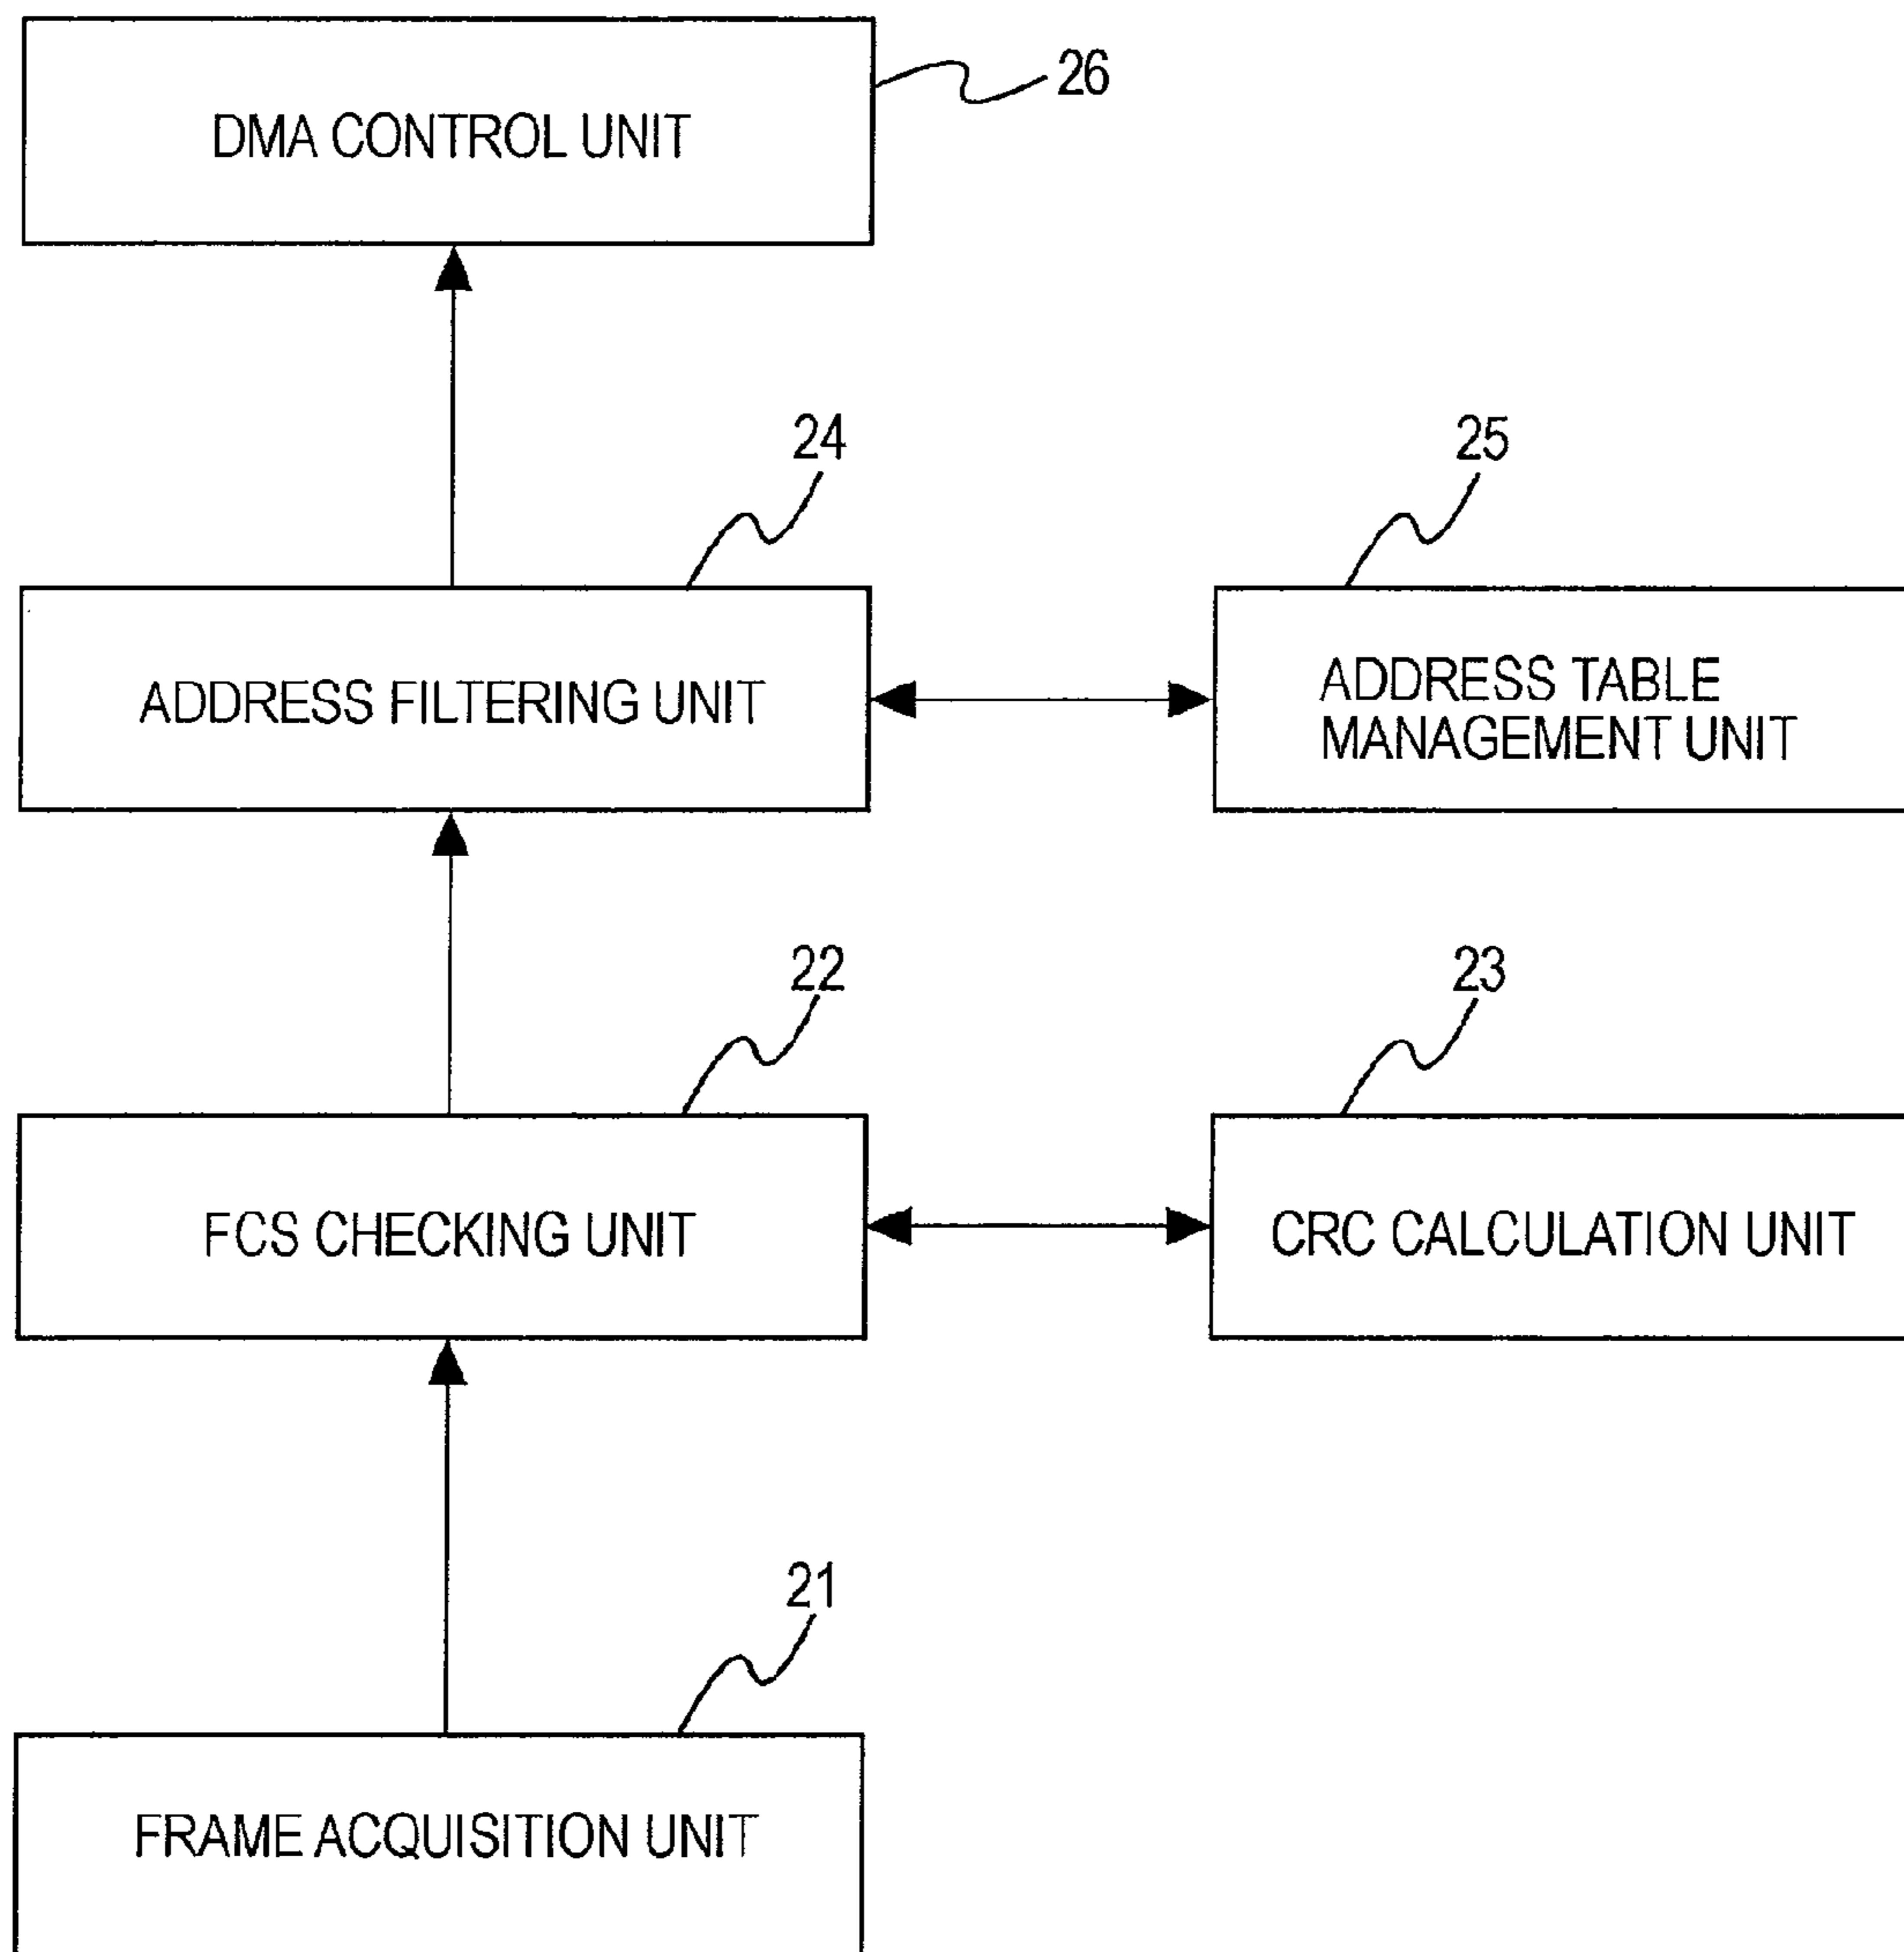 26
DMA CONTROL UNIT
24
25
ADDRESS FILTERING UNIT
ADDRESS TABLE
MANAGEMENT UNIT
22
23
FCS CHECKING UNIT
CRC CALCULATION UNIT
21
FRAME ACQUISITION UNIT